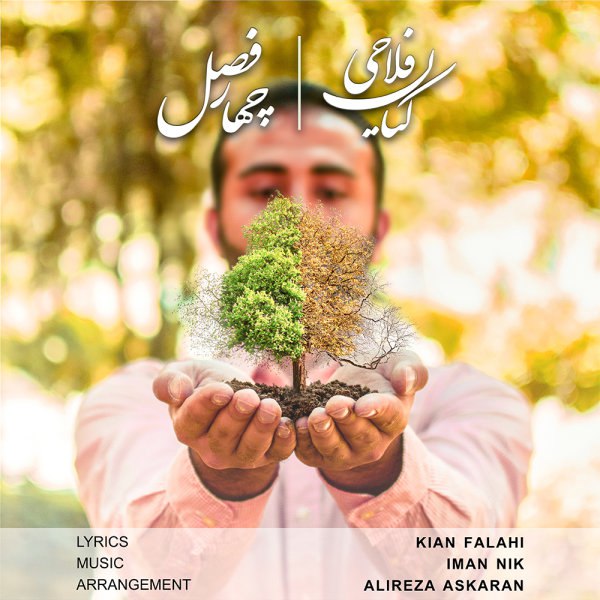 کیان فلاحی | چهار فصل
LYRICS KIAN FALAHI
MUSIC IMAN NIK
ARRANGEMENT ALIREZA ASKARAN